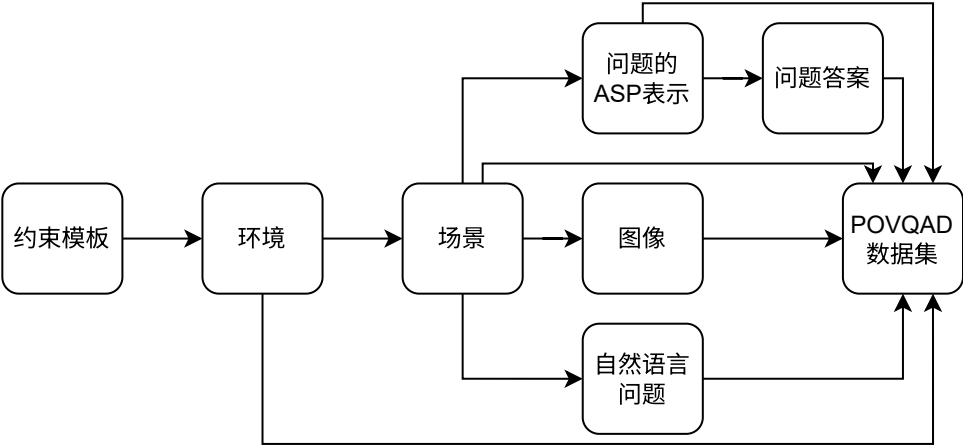 问题的
ASP表示
问题答案
约束模板
环境
场景
图像
POVQAD
数据集
自然语言
问题